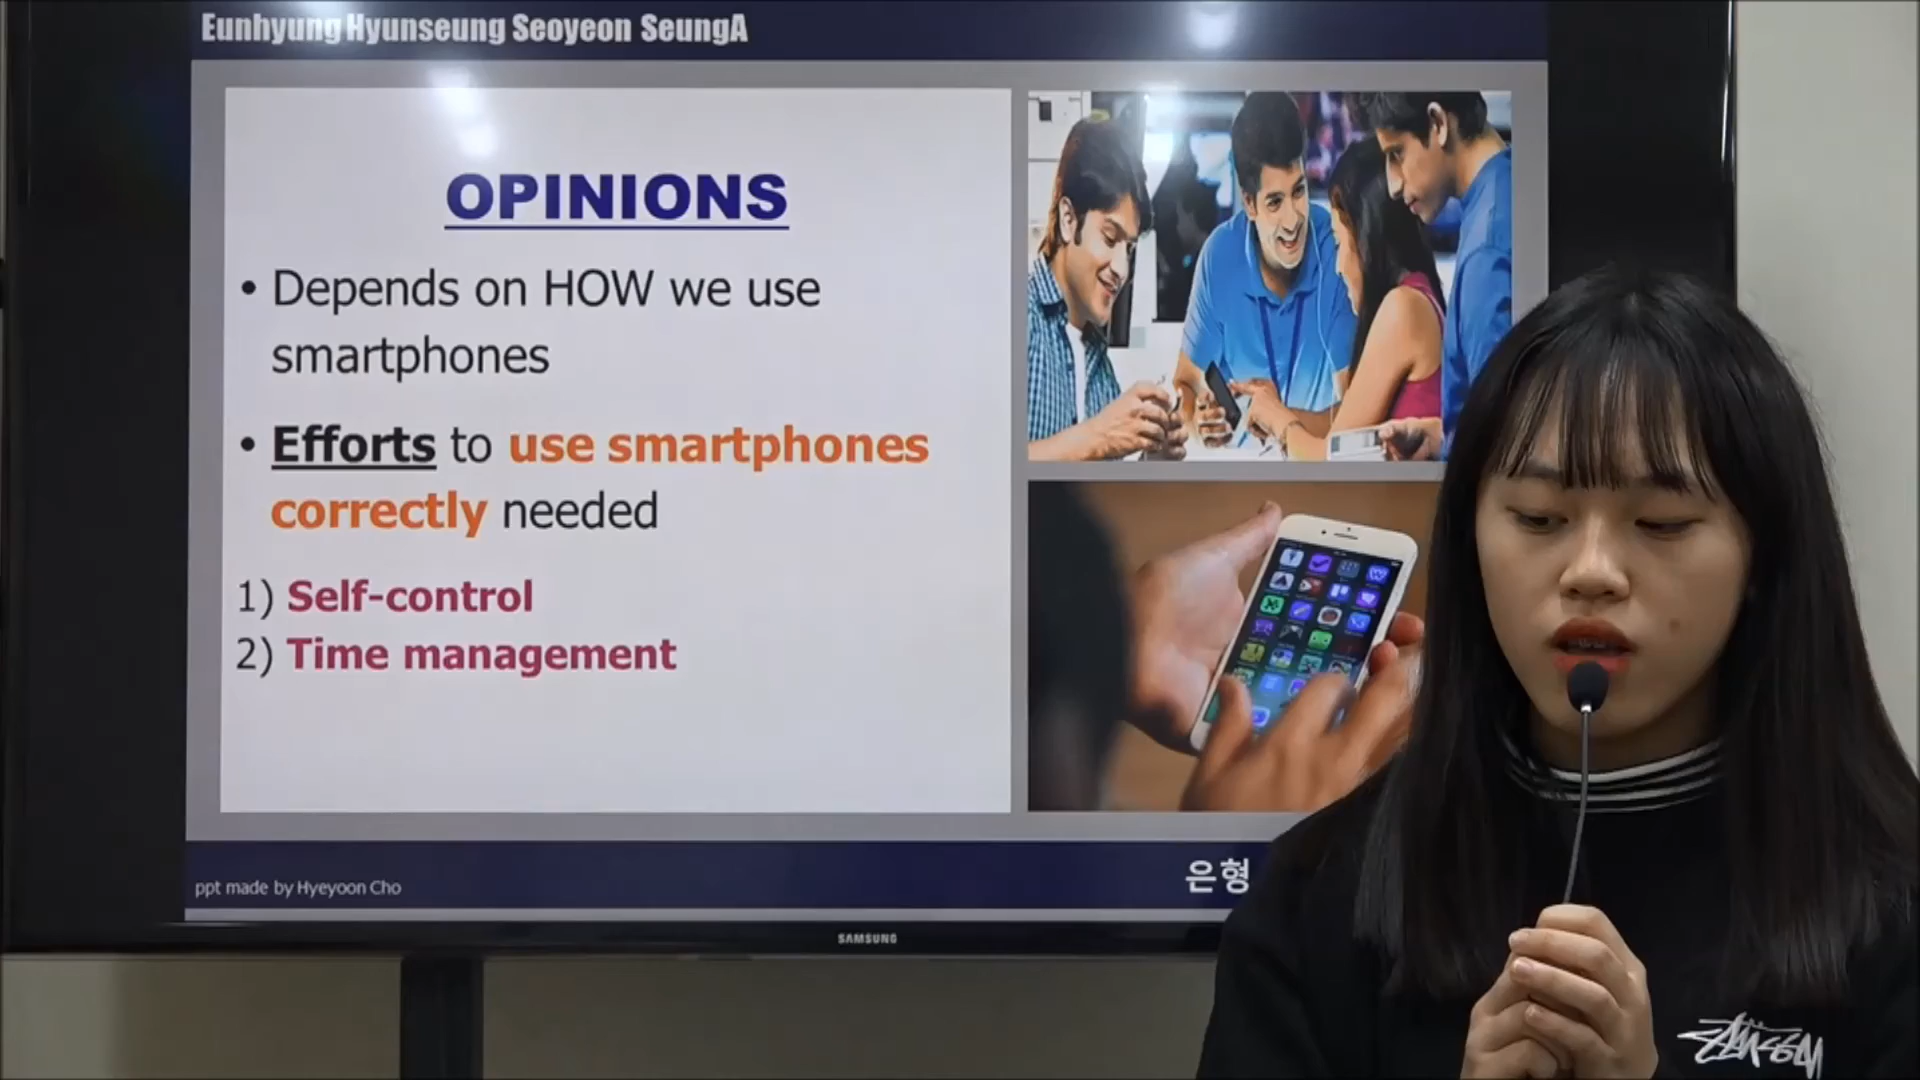 Eunhyung Hyunseung Seoyeon SeungA
OPINIONS
• Depends on HOW we use
smartphones
• Efforts to use smartphones
correctly needed
1) Self-control
2) Time management
ppt made by Hyeyoon Cho
은형
SAMSUNG
Stüssy